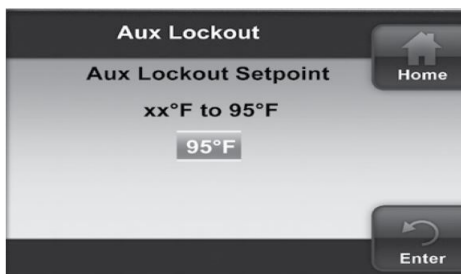 Aux Lockout
Home
Aux Lockout Setpoint
xx°F to 95°F
95°F
Enter